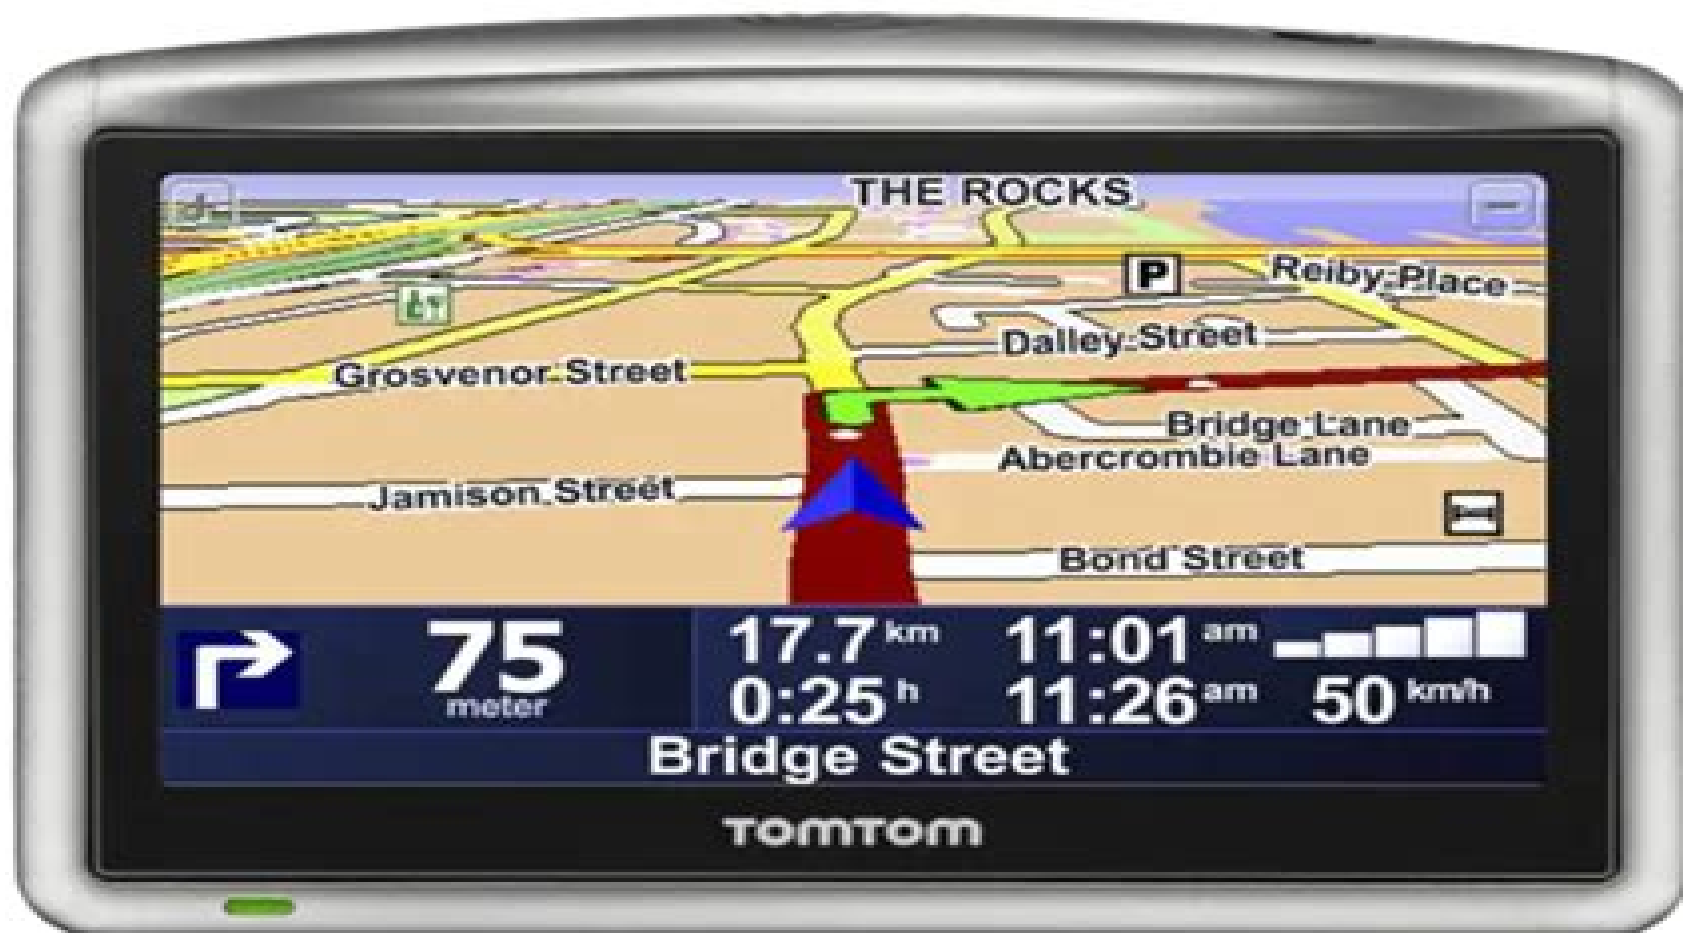 THE ROCKS
P
Reiby Place
Dalley Street
Grosvenor Street
Bridge Lane
Abercrombie Lane
Jamison Street
Bond Street
75
meter
17.7 km
11:01 am
0:25 h
11:26 am
50 km/h
Bridge Street
TOMTOM